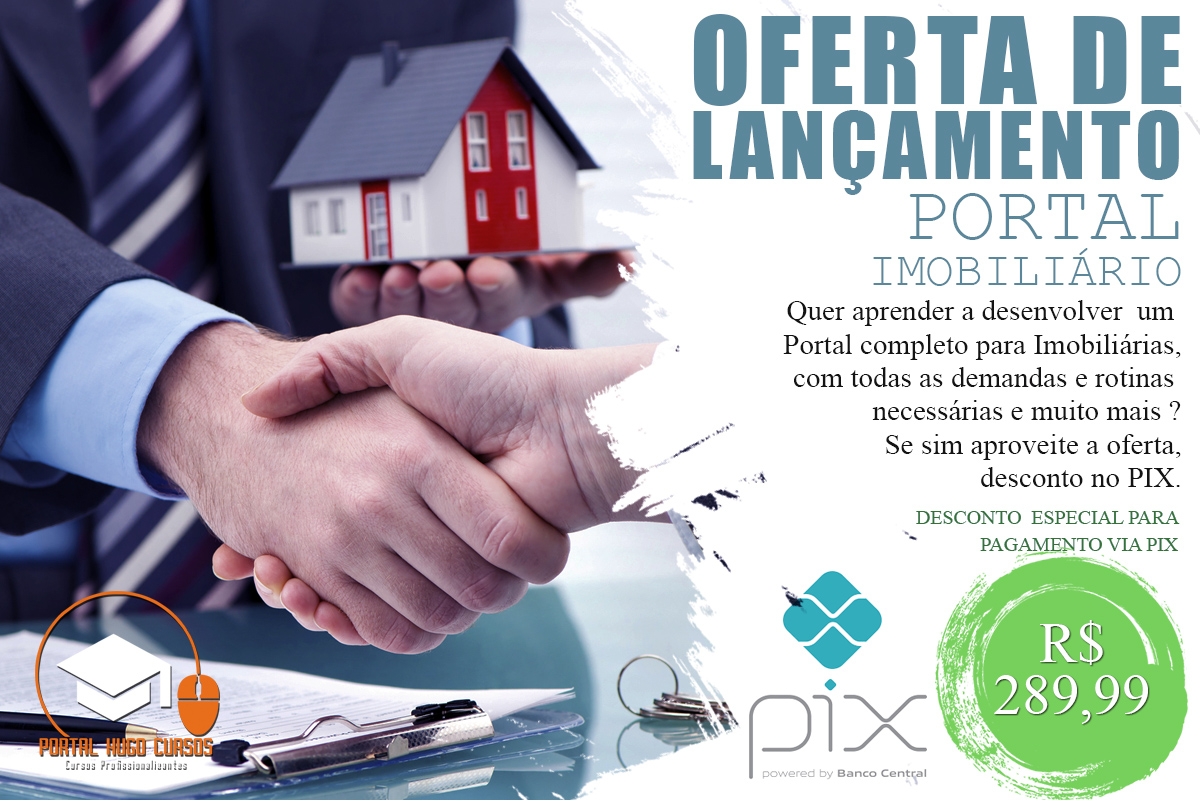 OFERTA DE
LANÇAMENTO
PORTAL
IMOBILIÁRIO
Quer aprender a desenvolver um
Portal completo para Imobiliárias,
com todas as demandas e rotinas
necessárias e muito mais ?
Se sim aproveite a oferta,
desconto no PIX.
DESCONTO ESPECIAL PARA
PAGAMENTO VIA PIX
R$
289,99
pix
powered by Banco Central
PORTAL HUGO CURSOS
Cursos Profissionalizantes